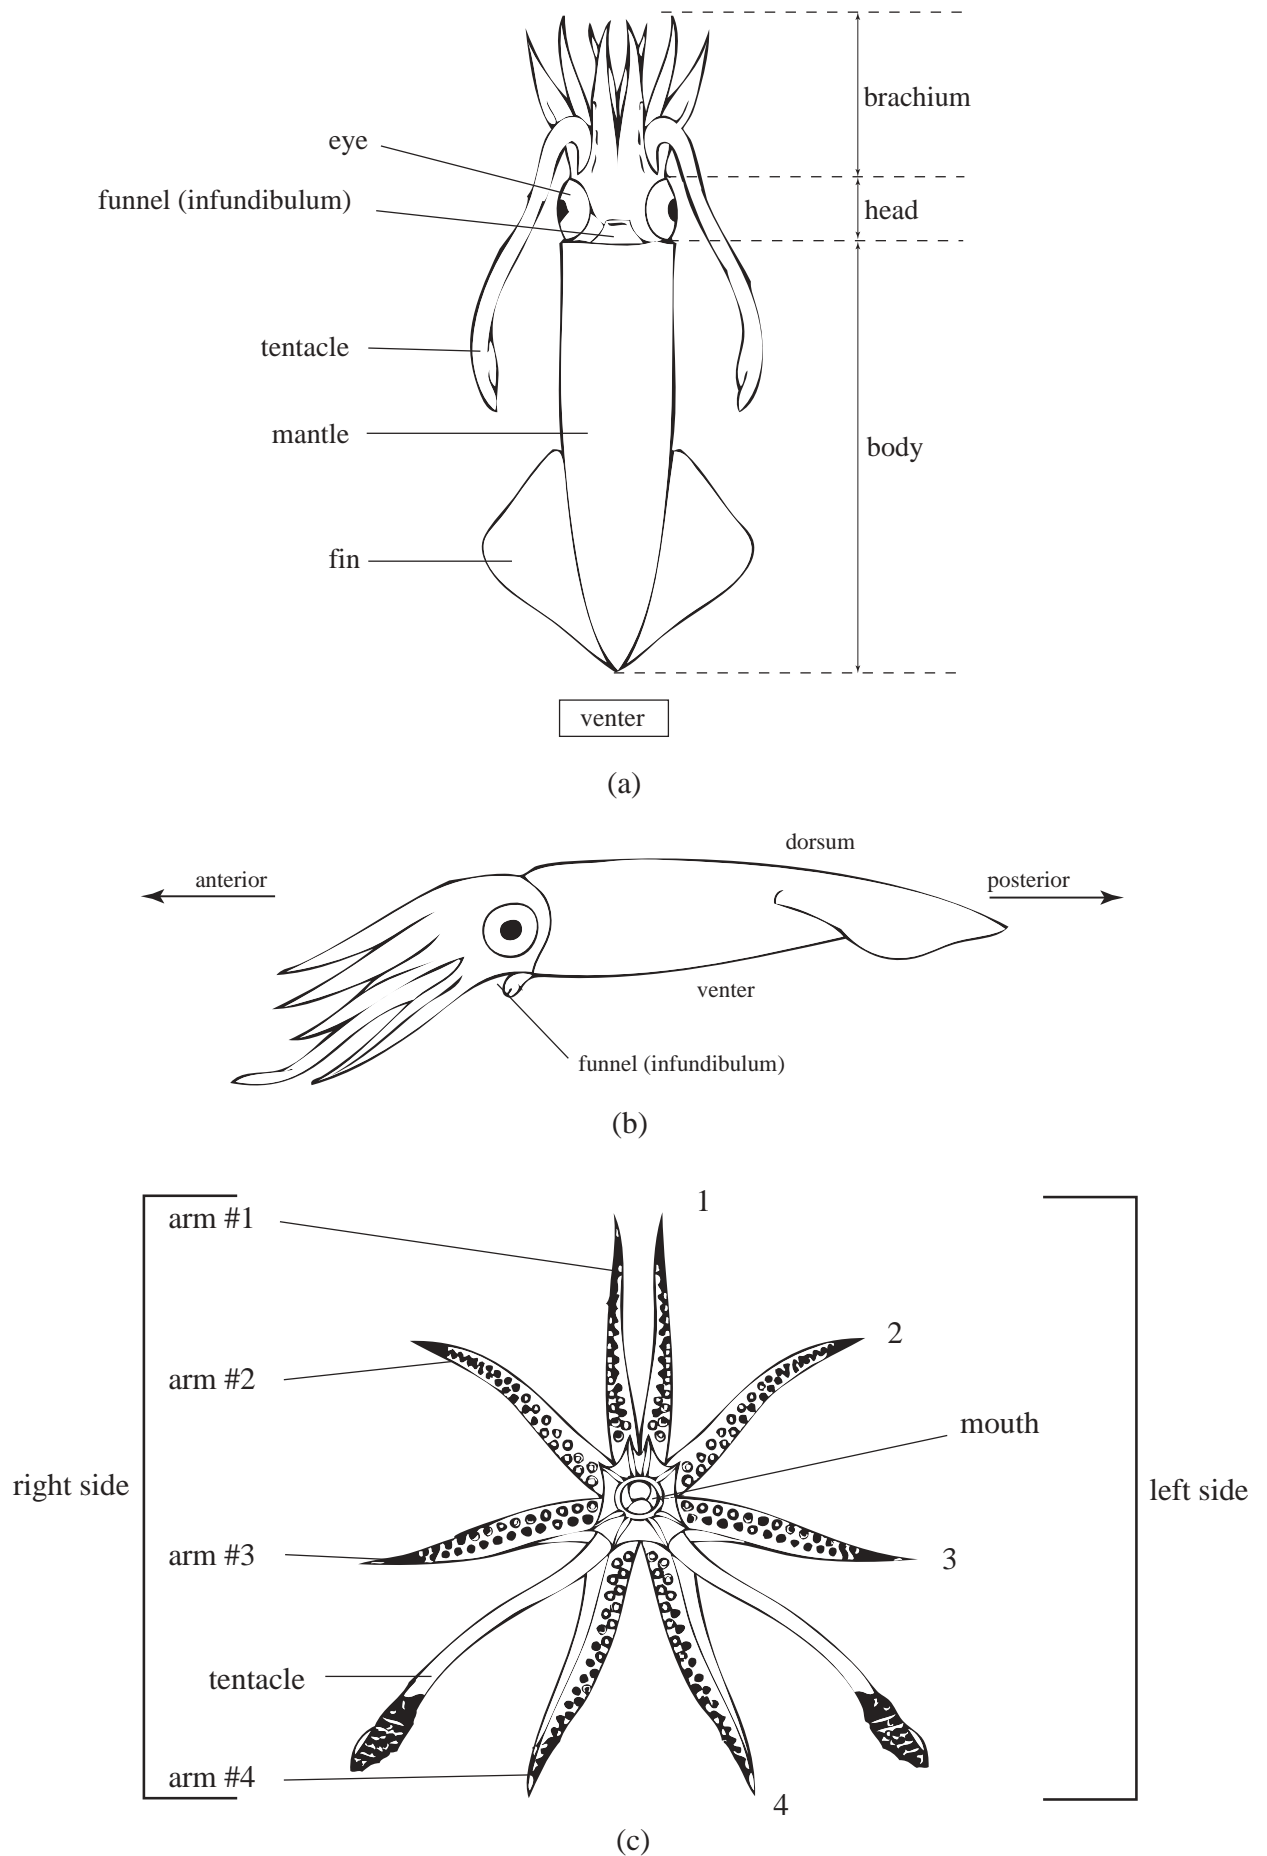 brachium
eye
funnel (infundibulum)
head
tentacle
mantle
body
fin
venter
(a)
dorsum
anterior
posterior
venter
funnel (infundibulum)
(b)
1
arm #1
2
arm #2
mouth
right side
left side
arm #3
3
tentacle
arm #4
4
(c)